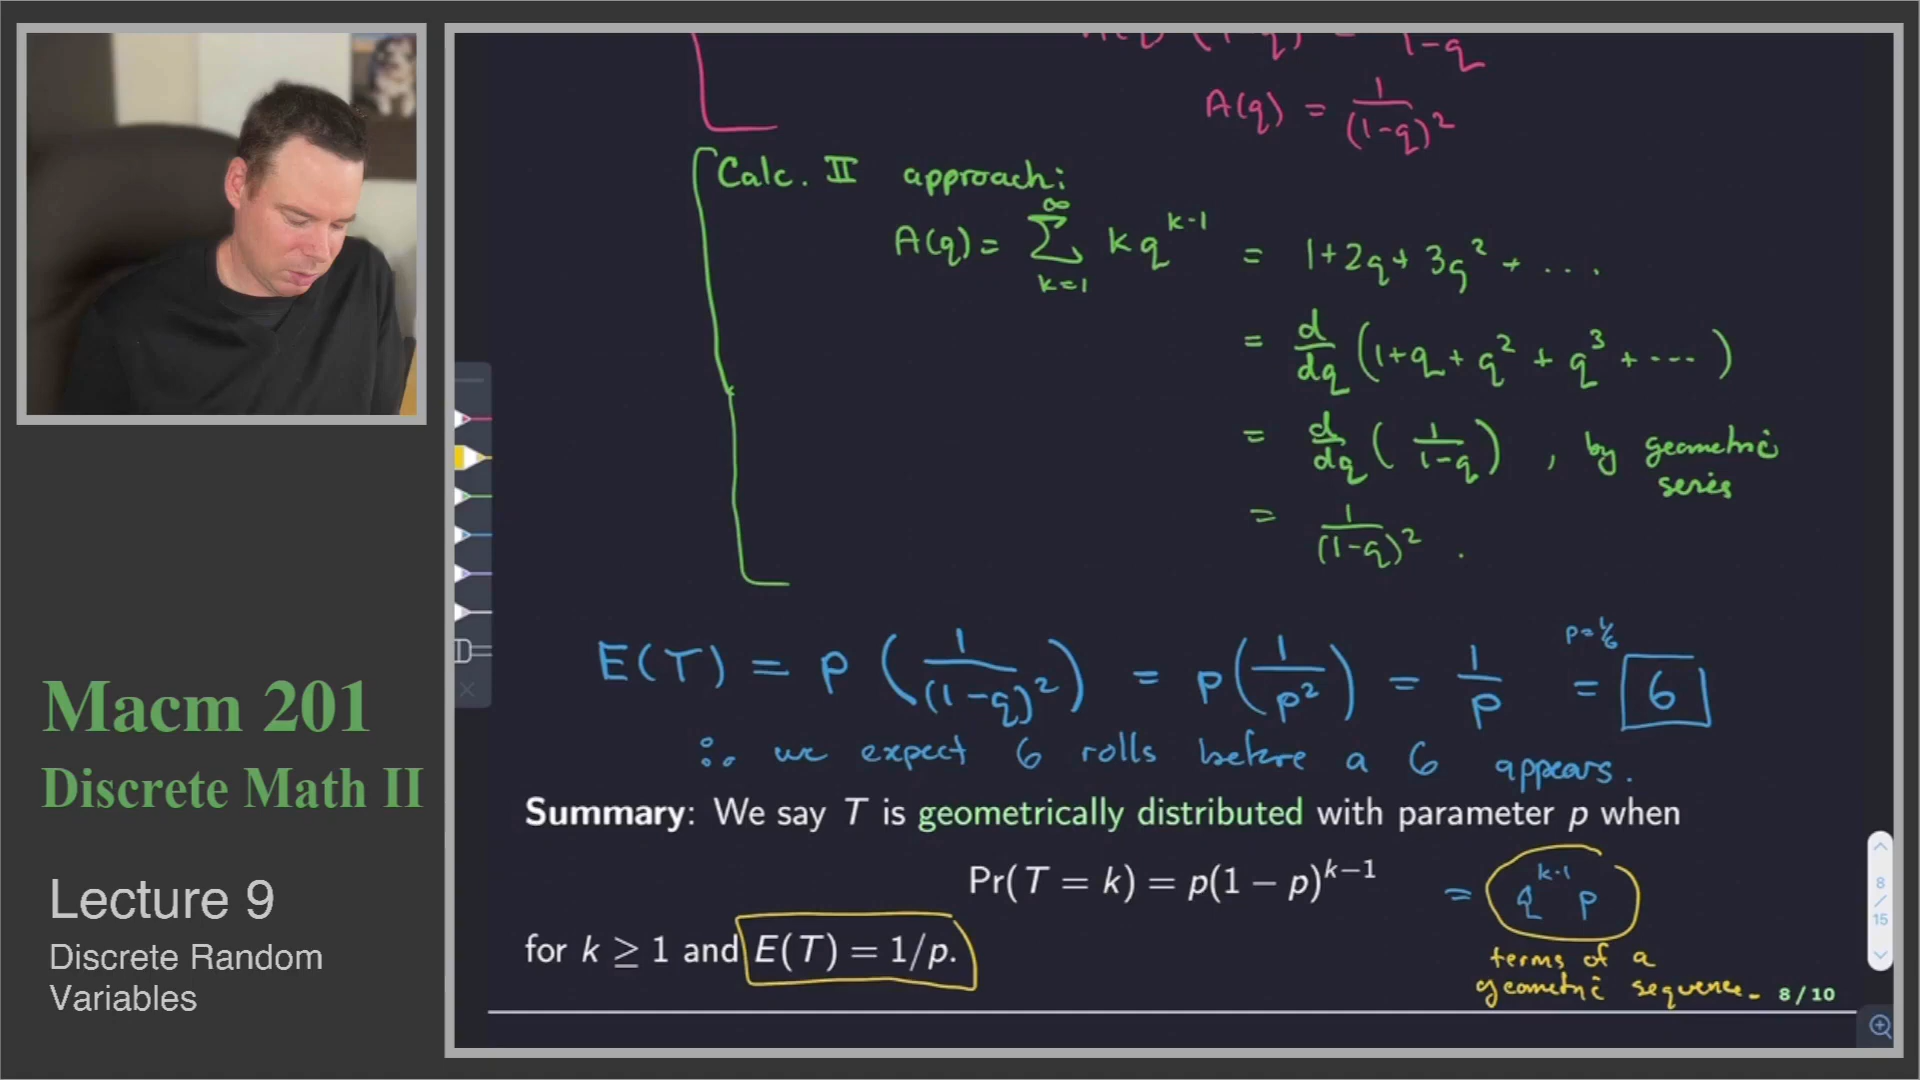 A(q) = 1/(1-q)²
Calc. II approach:
A(q) = ∑_{k=1}^{∞} k q^{k-1} = 1+2q+3q²+ ....
= d/dq (1+q+q²+q³+ ---- )
= d/dq ( 1/(1-q) ) , by geometric
series
= 1/(1-q)² .
p=1/6
E(T) = p ( 1/(1-q)² ) = p ( 1/p² ) = 1/p = 6
∴ we expect 6 rolls before a 6 appears.
Summary: We say T is geometrically distributed with parameter p when
Pr(T = k) = p(1 − p)^{k−1} = q^{k-1} p
for k ≥ 1 and E(T) = 1/p.
terms of a
geometric sequence.
8 / 10
8
/
15
Macm 201
Discrete Math II
Lecture 9
Discrete Random
Variables